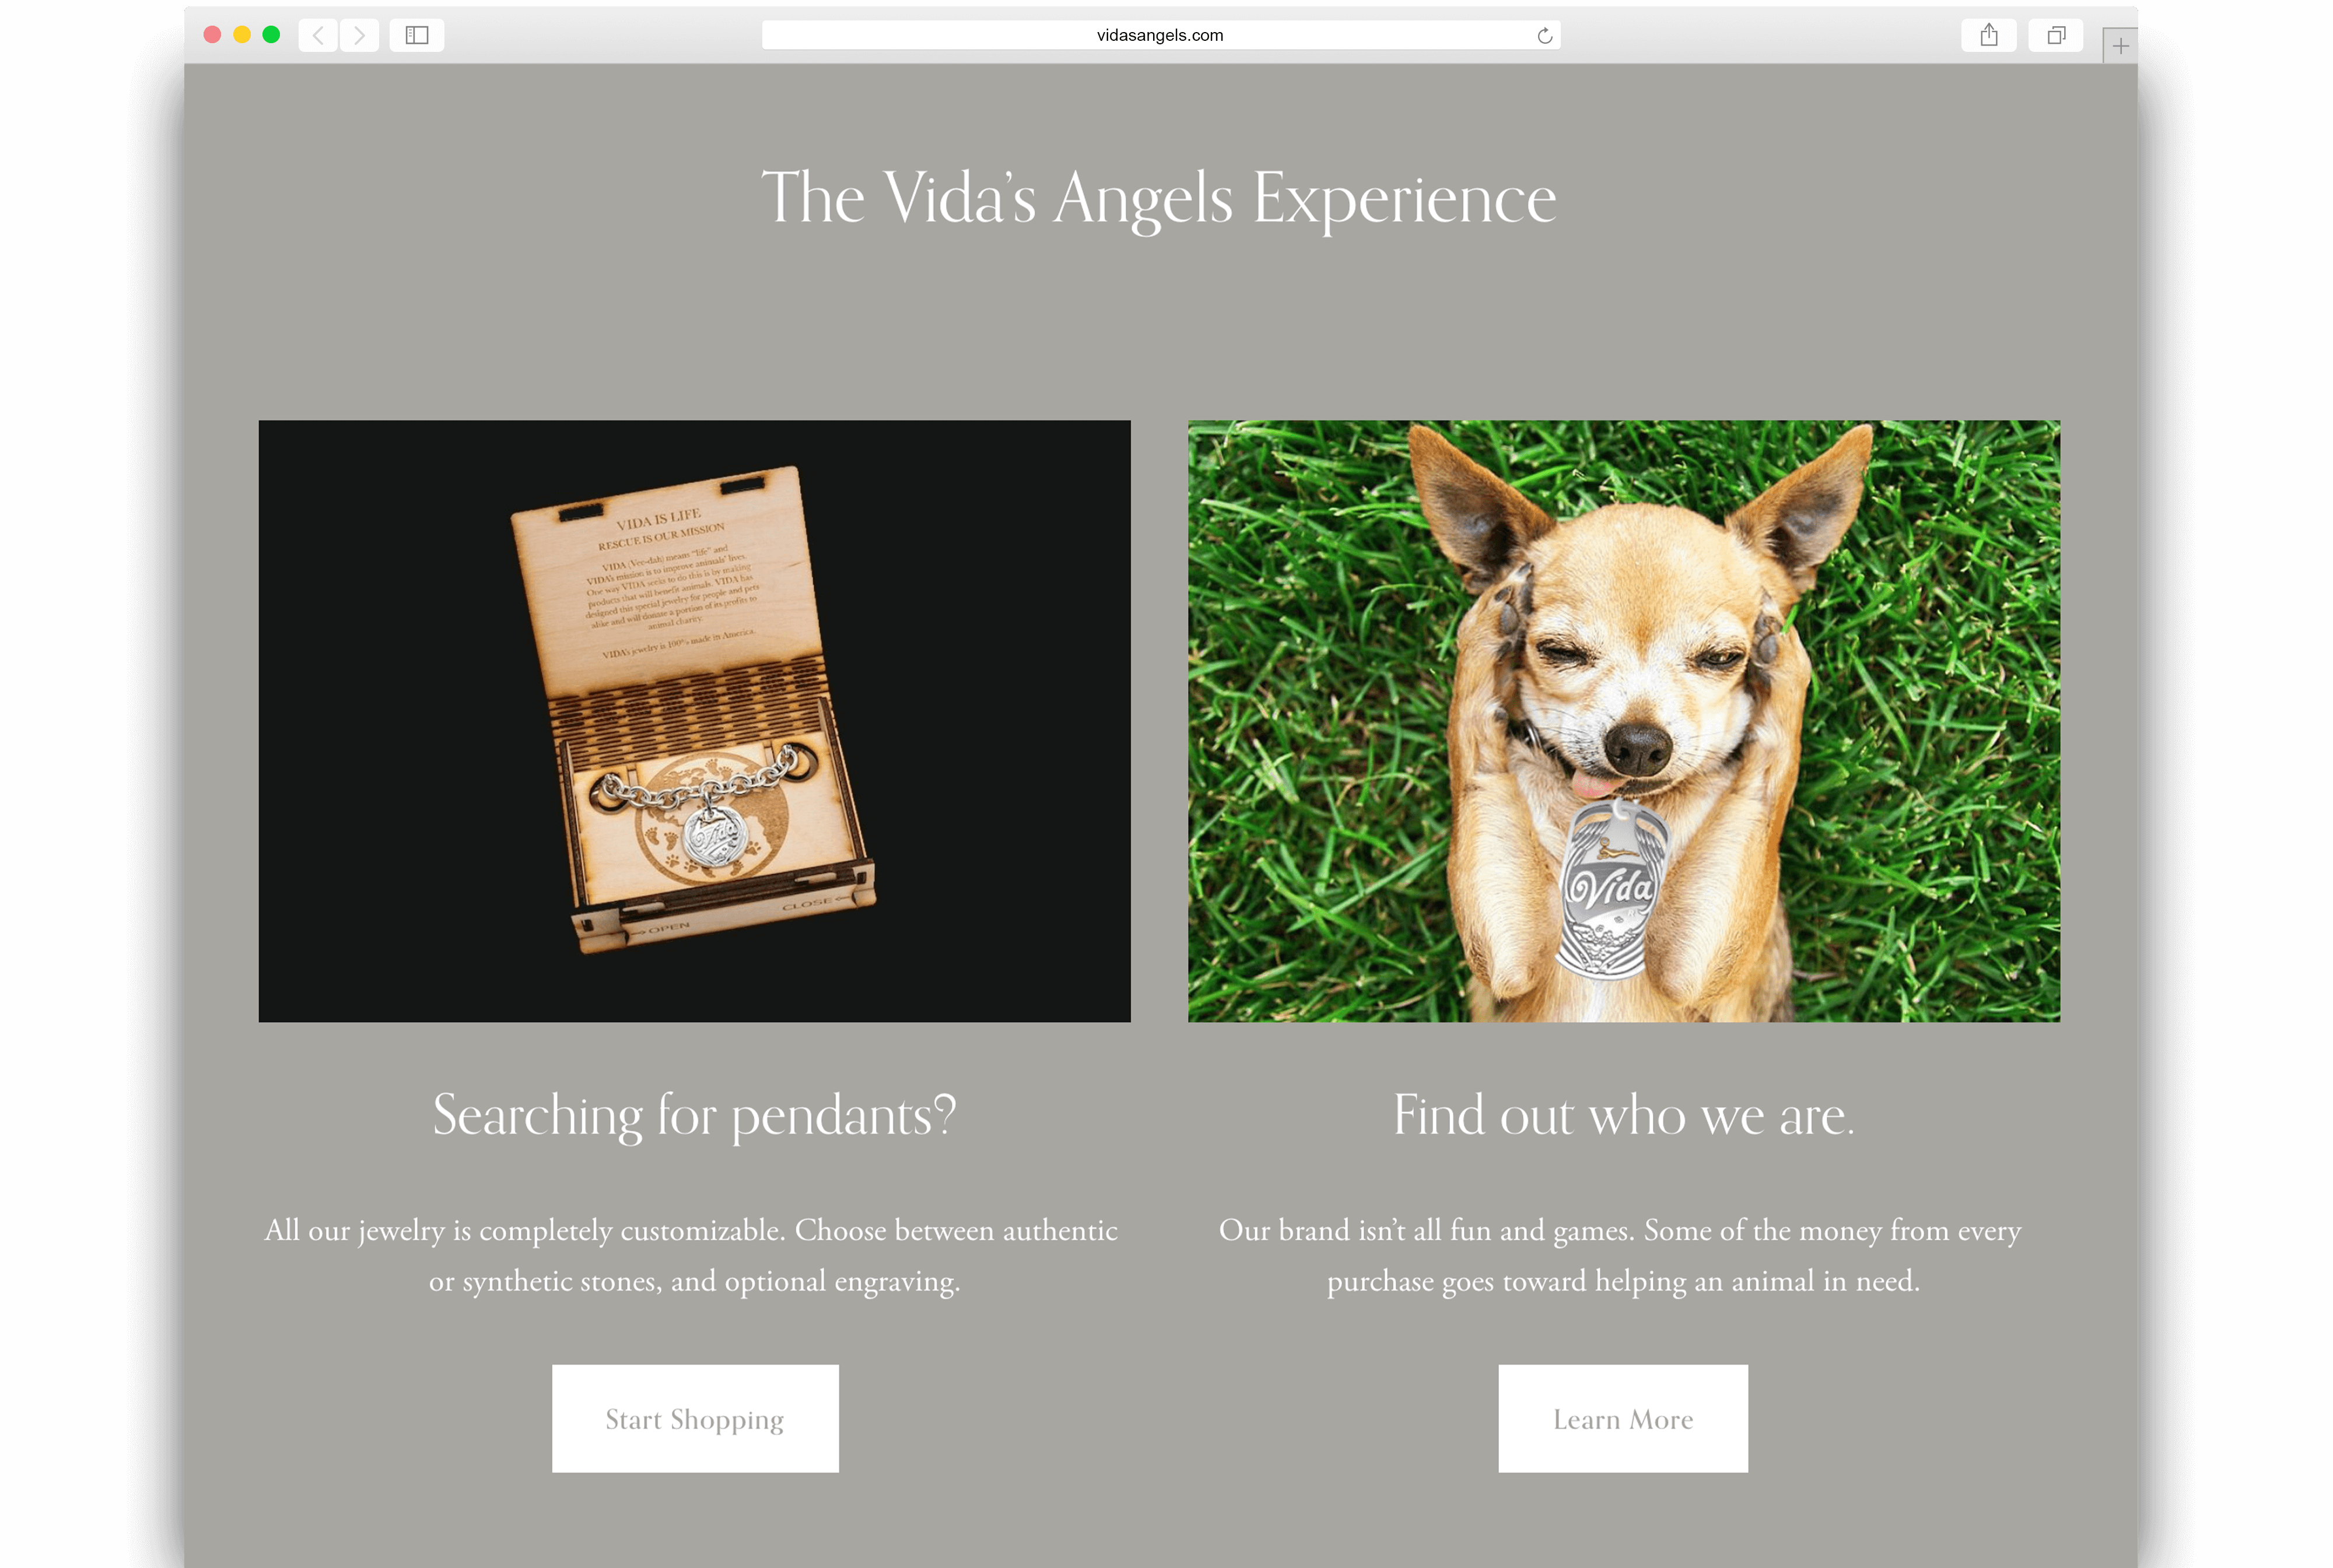 vidasangels.com
The Vida’s Angels Experience
VIDA IS LIFE
RESCUE IS OUR MISSION
VIDA (Vee-dah) means “life” and
VIDA's mission is to improve animals' lives.
One way VIDA seeks to do this is by making
products that will benefit animals. VIDA has
designed this special jewelry for people and pets
alike and will donate a portion of its profits to
animal charity.
VIDA's jewelry is 100% made in America.
Vida
OPEN
CLOSE
Vida
Searching for pendants?
All our jewelry is completely customizable. Choose between authentic
or synthetic stones, and optional engraving.
Start Shopping
Find out who we are.
Our brand isn’t all fun and games. Some of the money from every
purchase goes toward helping an animal in need.
Learn More